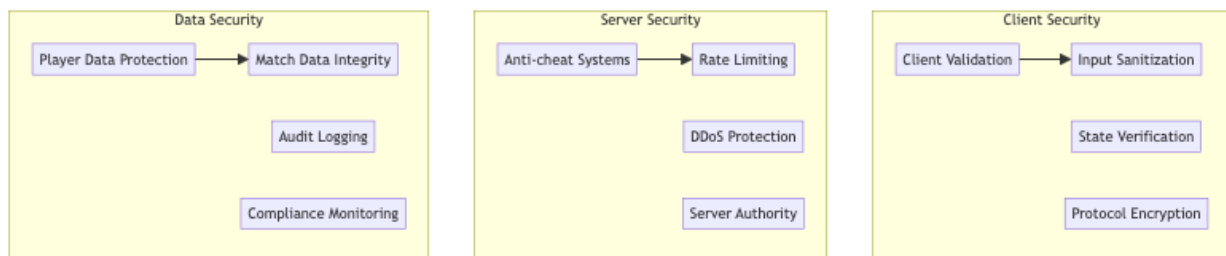 Data Security
Player Data Protection
Match Data Integrity
Audit Logging
Compliance Monitoring
Server Security
Anti-cheat Systems
Rate Limiting
DDoS Protection
Server Authority
Client Security
Client Validation
Input Sanitization
State Verification
Protocol Encryption